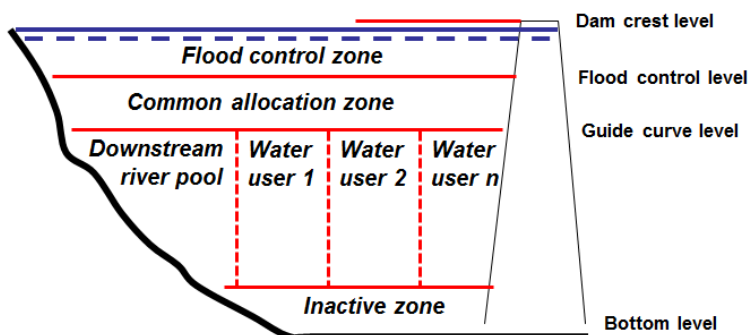 Dam crest level
Flood control zone
Flood control level
Common allocation zone
Guide curve level
Downstream river pool
Water user 1
Water user 2
Water user n
Inactive zone
Bottom level